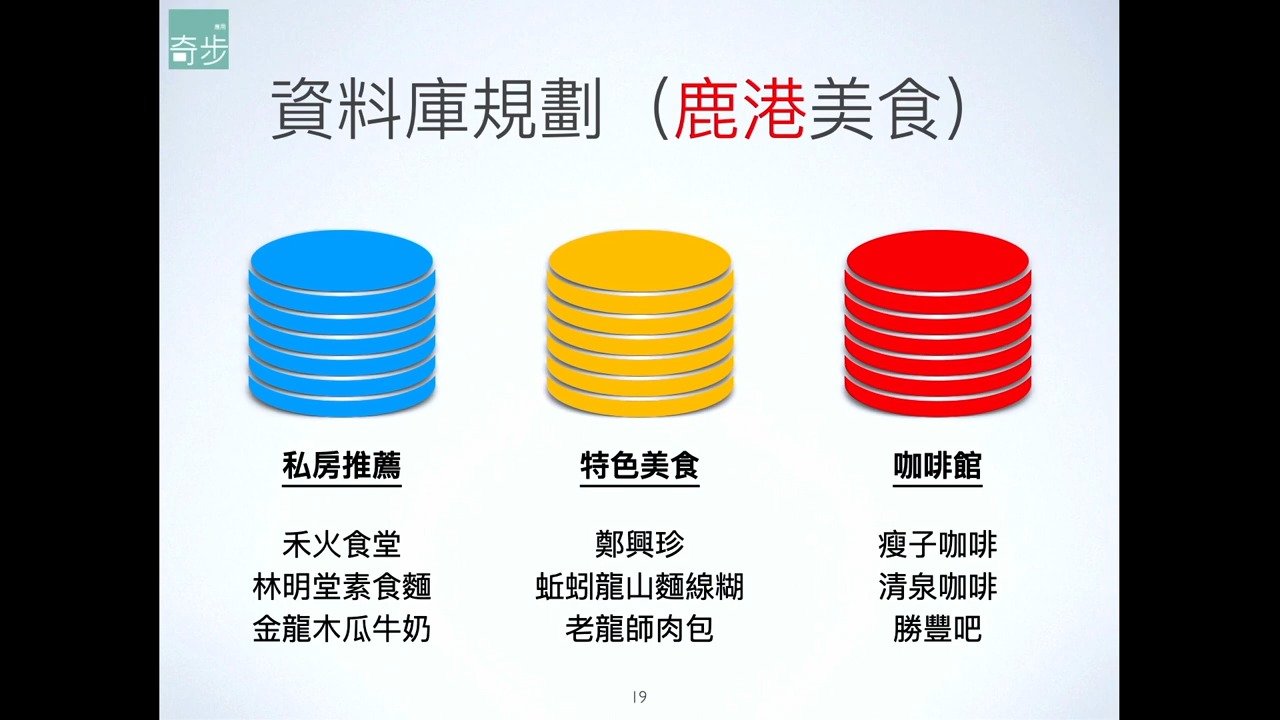 應用
奇步
資料庫規劃（鹿港美食）
私房推薦
特色美食
咖啡館
禾火食堂
林明堂素食麵
金龍木瓜牛奶
鄭興珍
蚯蚓龍山麵線糊
老龍師肉包
瘦子咖啡
清泉咖啡
勝豐吧
19